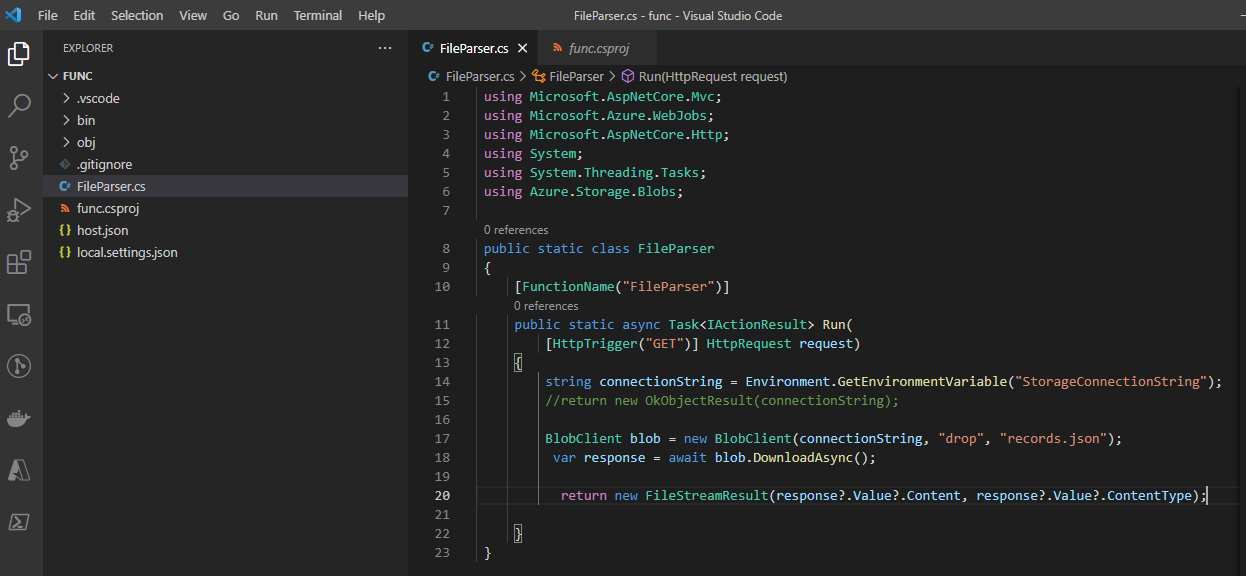 File Edit Selection View Go Run Terminal Help FileParser.cs - func - Visual Studio Code
EXPLORER ···
FUNC
.vscode
bin
obj
.gitignore
C# FileParser.cs
func.csproj
{} host.json
{} local.settings.json
C# FileParser.cs × func.csproj
C# FileParser.cs > FileParser > Run(HttpRequest request)
1 using Microsoft.AspNetCore.Mvc;
2 using Microsoft.Azure.WebJobs;
3 using Microsoft.AspNetCore.Http;
4 using System;
5 using System.Threading.Tasks;
6 using Azure.Storage.Blobs;
7
0 references
8 public static class FileParser
9 {
10 [FunctionName("FileParser")]
0 references
11 public static async Task<IActionResult> Run(
12 [HttpTrigger("GET")] HttpRequest request)
13 {
14 string connectionString = Environment.GetEnvironmentVariable("StorageConnectionString");
15 //return new OkObjectResult(connectionString);
16
17 BlobClient blob = new BlobClient(connectionString, "drop", "records.json");
18 var response = await blob.DownloadAsync();
19
20 return new FileStreamResult(response?.Value?.Content, response?.Value?.ContentType);
21
22 }
23 }